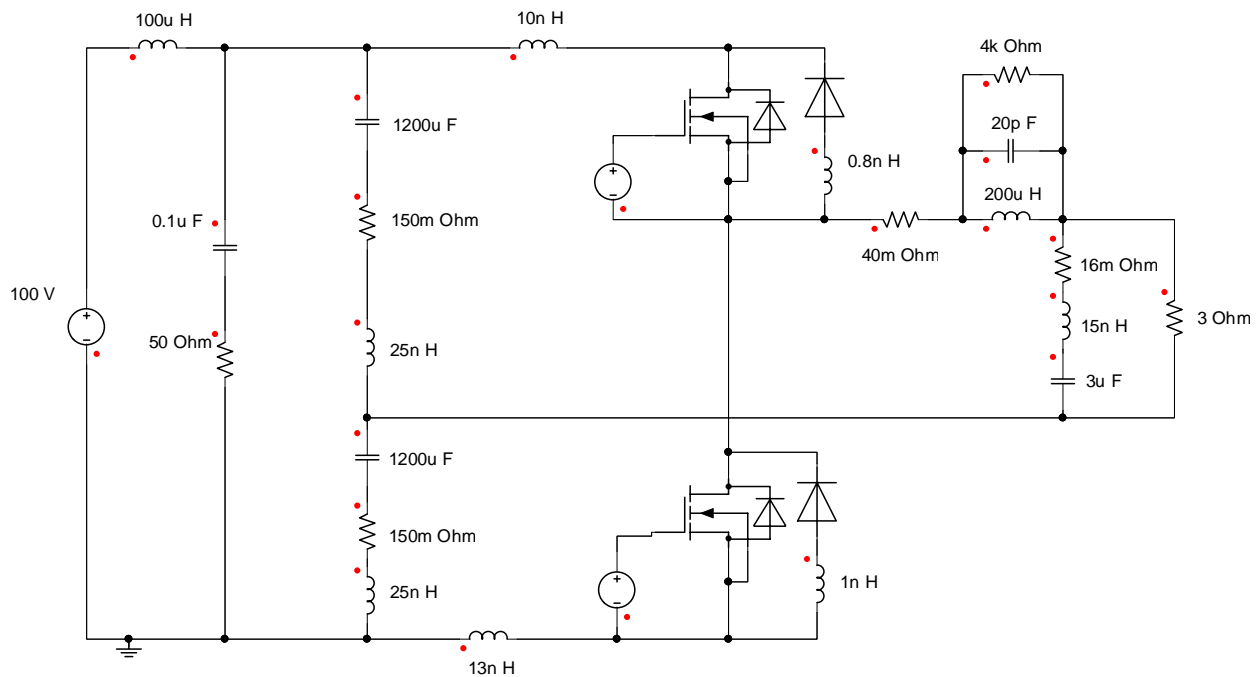 100u H
10n H
4k Ohm
20p F
1200u F
0.8n H
200u H
0.1u F
150m Ohm
40m Ohm
16m Ohm
100 V
+
−
50 Ohm
25n H
15n H
3 Ohm
3u F
+
−
1200u F
150m Ohm
25n H
+
−
1n H
13n H